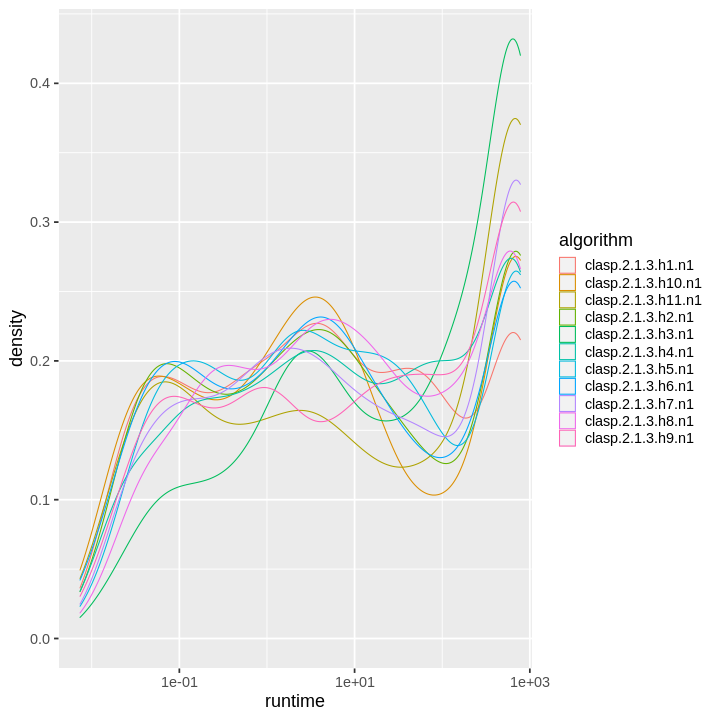 0.4
0.3
0.2
0.1
0.0
density
1e-01
1e+01
1e+03
runtime
algorithm
clasp.2.1.3.h1.n1
clasp.2.1.3.h10.n1
clasp.2.1.3.h11.n1
clasp.2.1.3.h2.n1
clasp.2.1.3.h3.n1
clasp.2.1.3.h4.n1
clasp.2.1.3.h5.n1
clasp.2.1.3.h6.n1
clasp.2.1.3.h7.n1
clasp.2.1.3.h8.n1
clasp.2.1.3.h9.n1